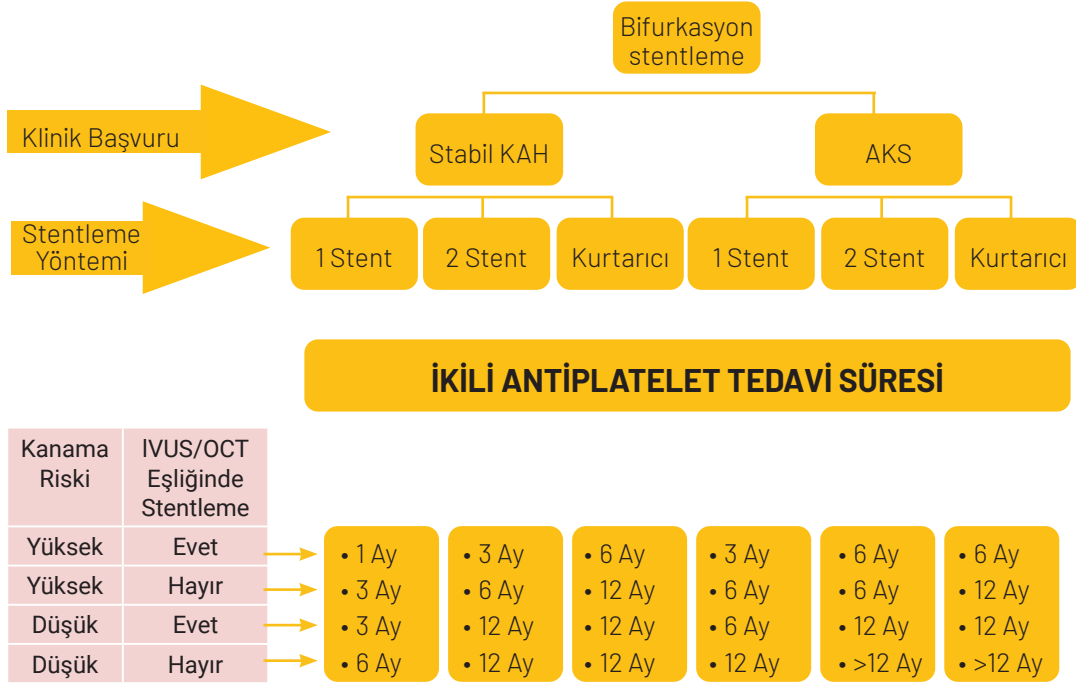 Bifurkasyon
stentleme
Klinik Başvuru
Stabil KAH
AKS
Stentleme
Yöntemi
1 Stent
2 Stent
Kurtarıcı
1 Stent
2 Stent
Kurtarıcı
İKİLİ ANTİPLATELET TEDAVİ SÜRESİ
Kanama
Riski
İVUS/OCT
Eşliğinde
Stentleme
Yüksek Evet • 1 Ay • 3 Ay • 6 Ay • 3 Ay • 6 Ay • 6 Ay
Yüksek Hayır • 3 Ay • 6 Ay • 12 Ay • 6 Ay • 6 Ay • 12 Ay
Düşük Evet • 3 Ay • 12 Ay • 12 Ay • 6 Ay • 12 Ay • 12 Ay
Düşük Hayır • 6 Ay • 12 Ay • 12 Ay • 12 Ay • >12 Ay • >12 Ay